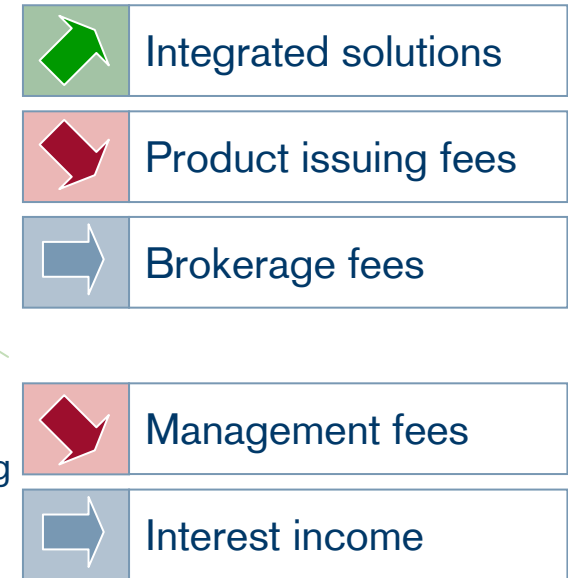 Integrated solutions
Product issuing fees
Brokerage fees
Management fees
g
Interest income